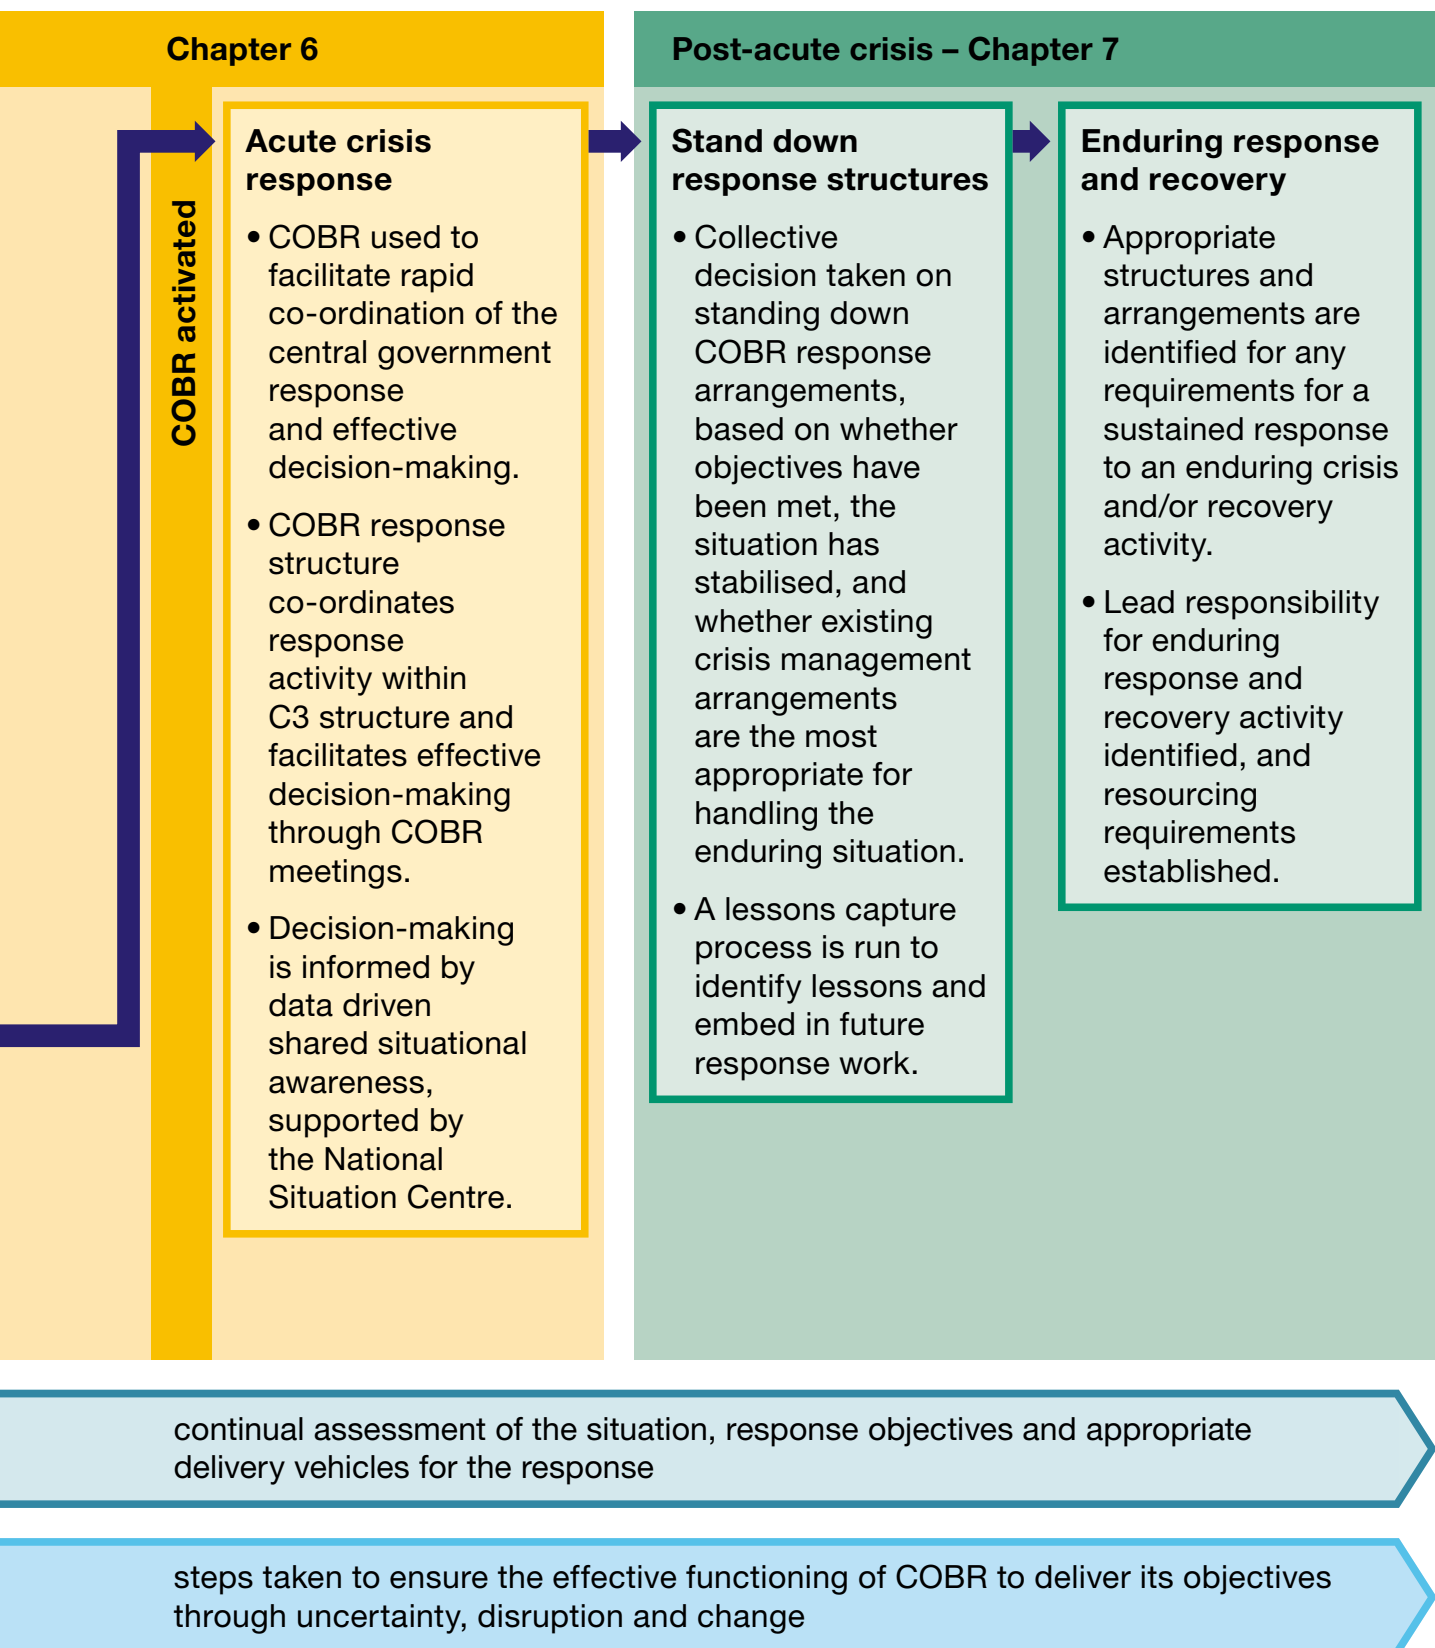 Chapter 6
COBR activated
Acute crisis
response
• COBR used to
facilitate rapid
co-ordination of the
central government
response
and effective
decision-making.
• COBR response
structure
co-ordinates
response
activity within
C3 structure and
facilitates effective
decision-making
through COBR
meetings.
• Decision-making
is informed by
data driven
shared situational
awareness,
supported by
the National
Situation Centre.
Post-acute crisis – Chapter 7
Stand down
response structures
• Collective
decision taken on
standing down
COBR response
arrangements,
based on whether
objectives have
been met, the
situation has
stabilised, and
whether existing
crisis management
arrangements
are the most
appropriate for
handling the
enduring situation.
• A lessons capture
process is run to
identify lessons and
embed in future
response work.
Enduring response
and recovery
• Appropriate
structures and
arrangements are
identified for any
requirements for a
sustained response
to an enduring crisis
and/or recovery
activity.
• Lead responsibility
for enduring
response and
recovery activity
identified, and
resourcing
requirements
established.
continual assessment of the situation, response objectives and appropriate
delivery vehicles for the response
steps taken to ensure the effective functioning of COBR to deliver its objectives
through uncertainty, disruption and change